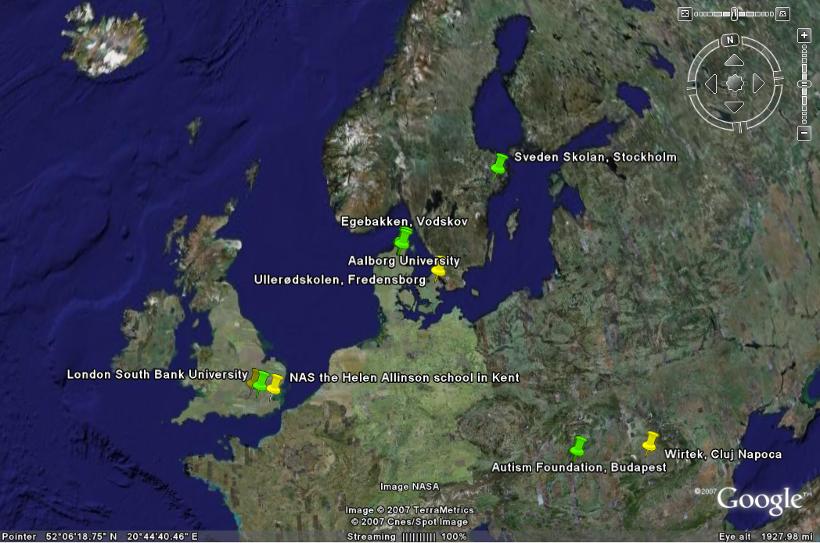 N
Sveden Skolan, Stockholm
Egebakken, Vodskov
Aalborg University
Ullerødskolen, Fredensborg
London South Bank University
NAS the Helen Allinson school in Kent
Wirtek, Cluj Napoca
Autism Foundation, Budapest
Image NASA
©2007 Google™
Image © 2007 TerraMetrics
© 2007 Cnes/Spot Image
Pointer 52°06'18.75" N 20°44'40.46" E Streaming |||||||||| 100% Eye alt 1927.98 mi